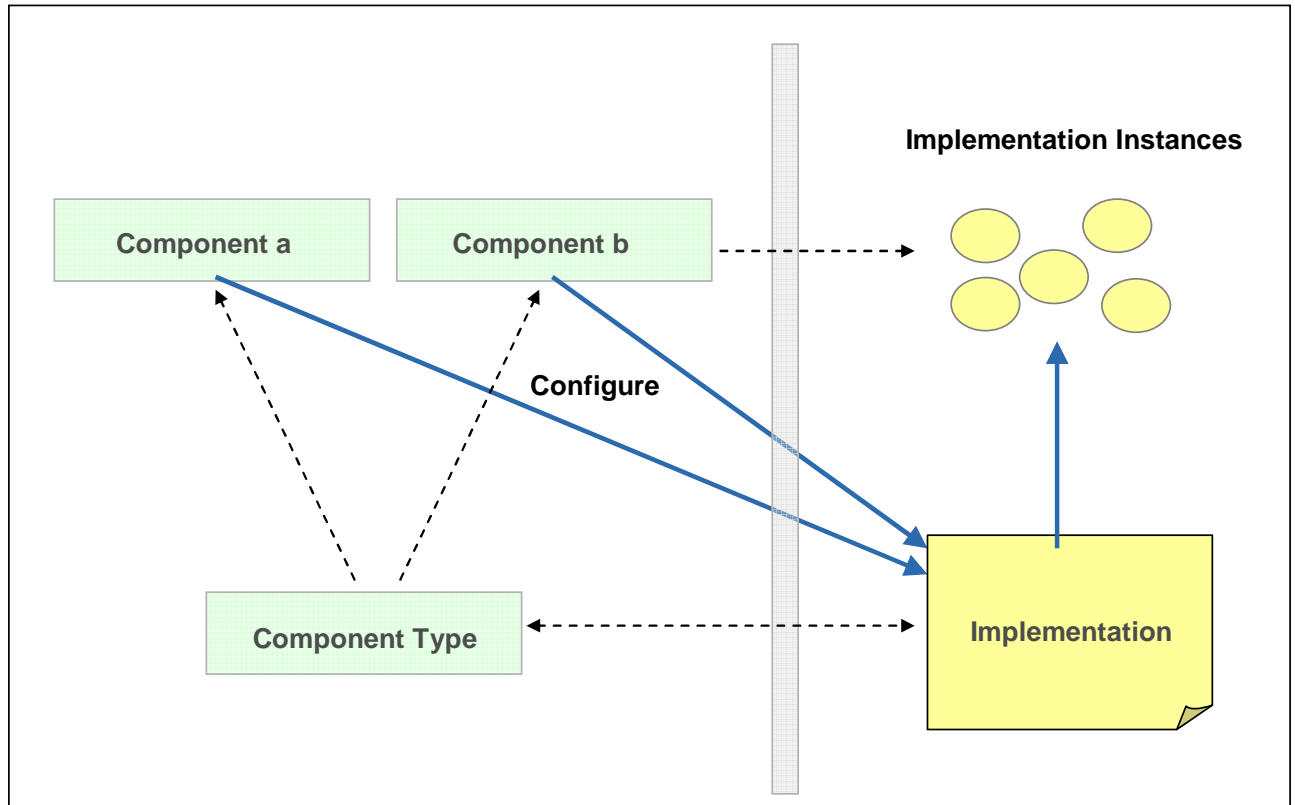 Implementation Instances
Component a
Component b
Configure
Component Type
Implementation